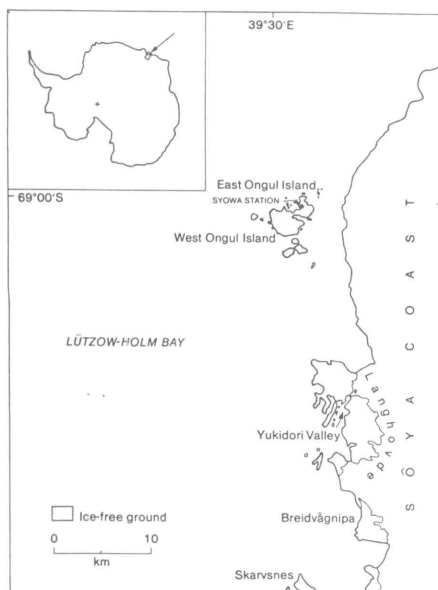 39°30'E
69°00'S
East Ongul Island
SYOWA STATION
West Ongul Island
LÜTZOW-HOLM BAY
SÔYA COAST
Langhovde
Yukidori Valley
Ice-free ground
Breidvågnipa
0 10
km
Skarvsnes